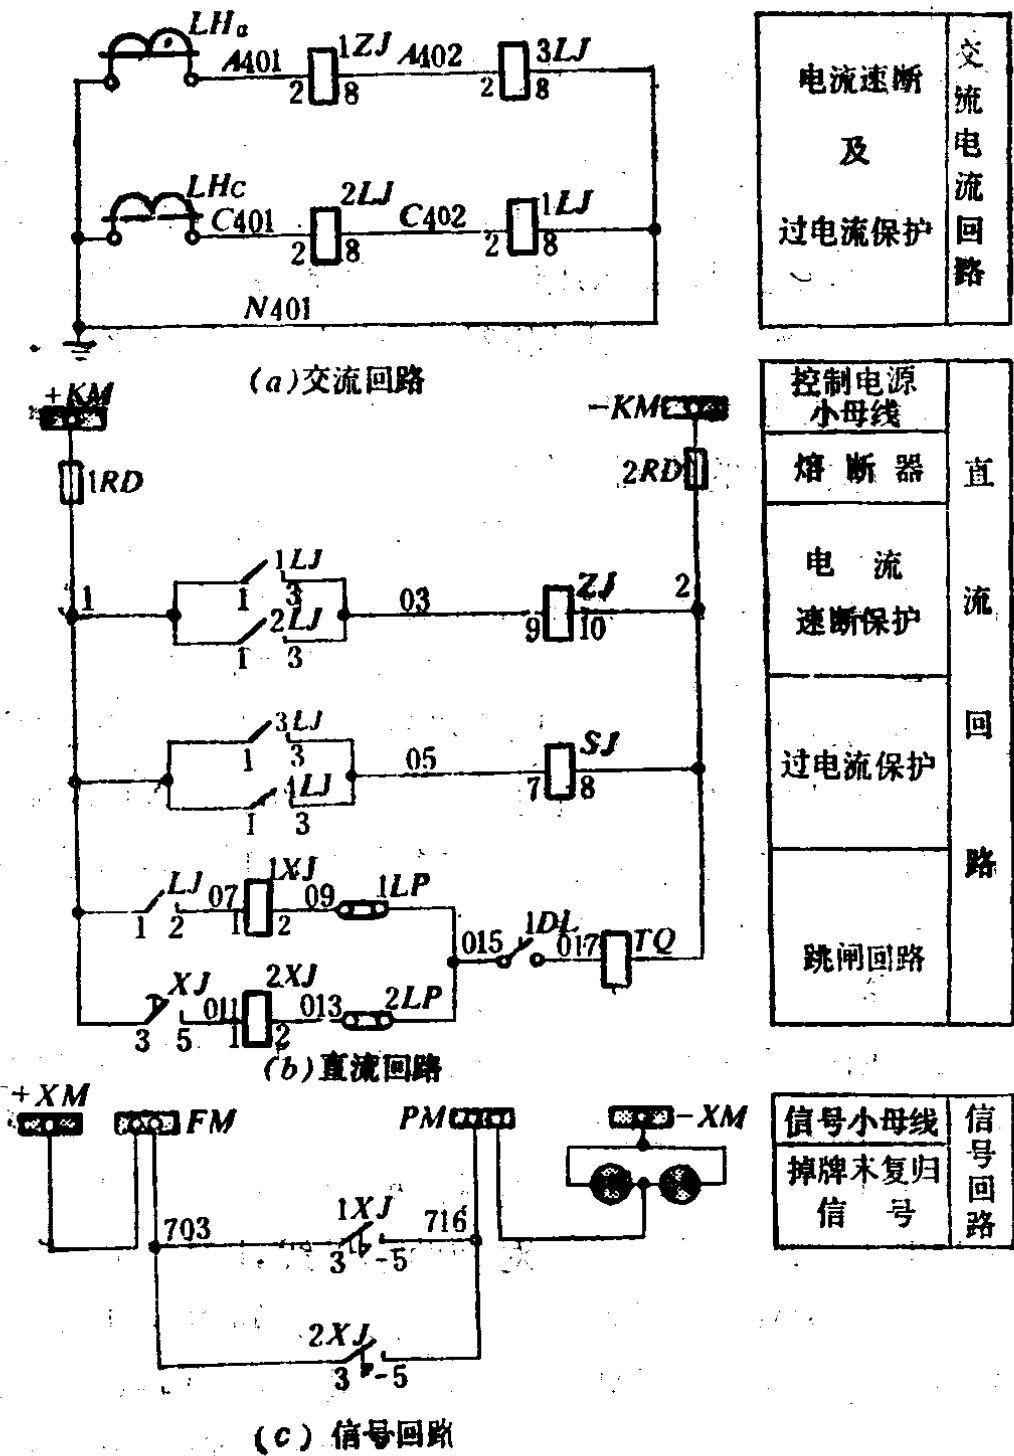 LHa
A401
1ZJ
A402
3LJ
2
8
2
8
LHC
C401
2LJ
C402
1LJ
2
8
2
8
N401
电流速断
及
过电流保护
交流电流回路
(a)交流回路
+KM
-KM
1RD
2RD
1
1LJ
1
3
2LJ
1
3
03
ZJ
9
10
2
3LJ
1
3
LJ
1
3
05
SJ
7
8
LJ
1
2
07
1XJ
1
2
09
1LP
XJ
3
5
011
2XJ
1
2
013
2LP
015
1DL
017
TQ
控制电源
小母线
熔断器
电流
速断保护
过电流保护
跳闸回路
直流回路
(b)直流回路
+XM
FM
PM
-XM
703
1XJ
3
-5
716
2XJ
3
-5
信号小母线
掉牌未复归
信号
信号回路
(c)信号回路